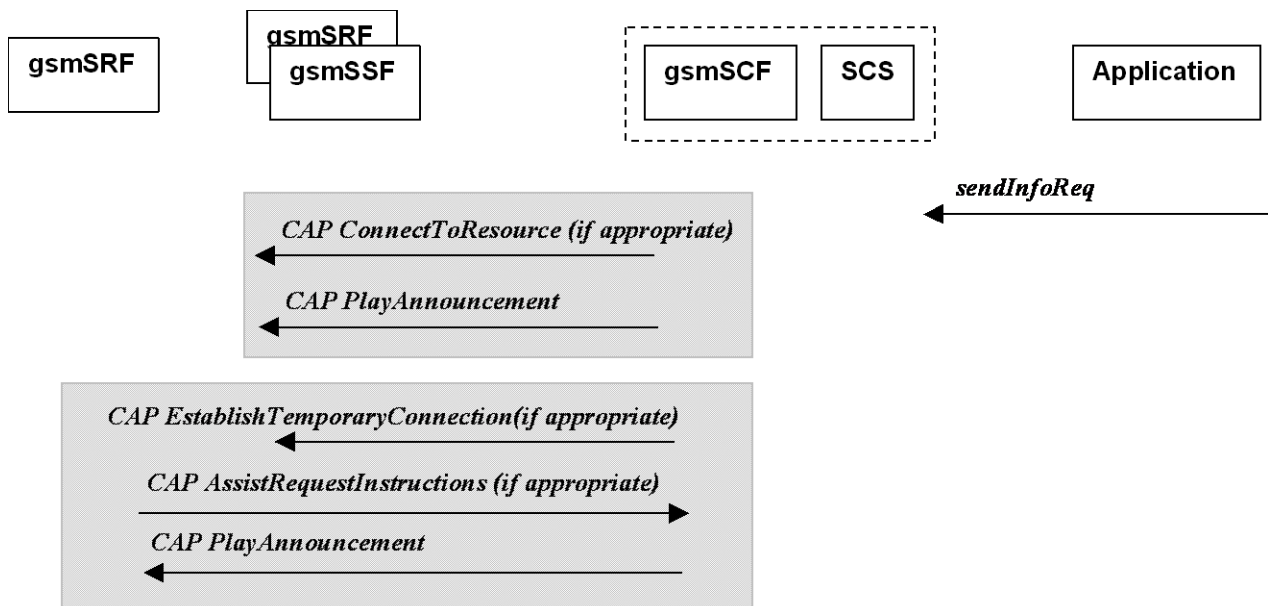 gsmSRF
gsmSRF
gsmSSF
gsmSCF
SCS
Application
sendInfoReq
CAP ConnectToResource (if appropriate)
CAP PlayAnnouncement
CAP EstablishTemporaryConnection(if appropriate)
CAP AssistRequestInstructions (if appropriate)
CAP PlayAnnouncement